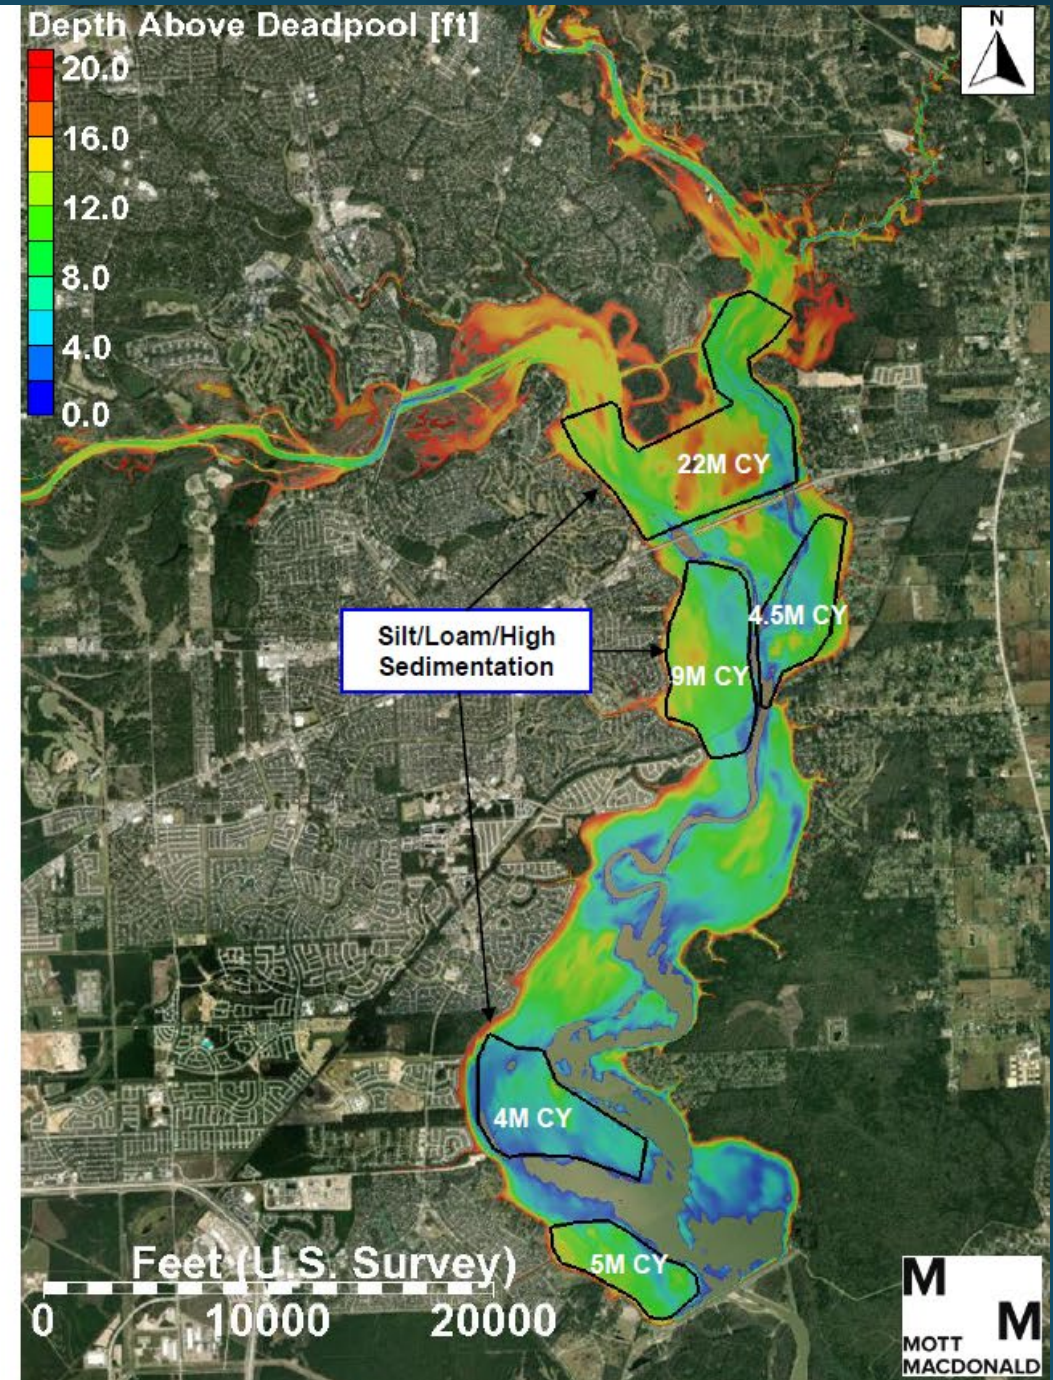 Depth Above Deadpool [ft]
N
20.0
16.0
12.0
8.0
4.0
0.0
22M CY
4.5M CY
Silt/Loam/High
Sedimentation
9M CY
4M CY
5M CY
Feet (U.S. Survey)
0 10000 20000
M
M
MOTT
MACDONALD